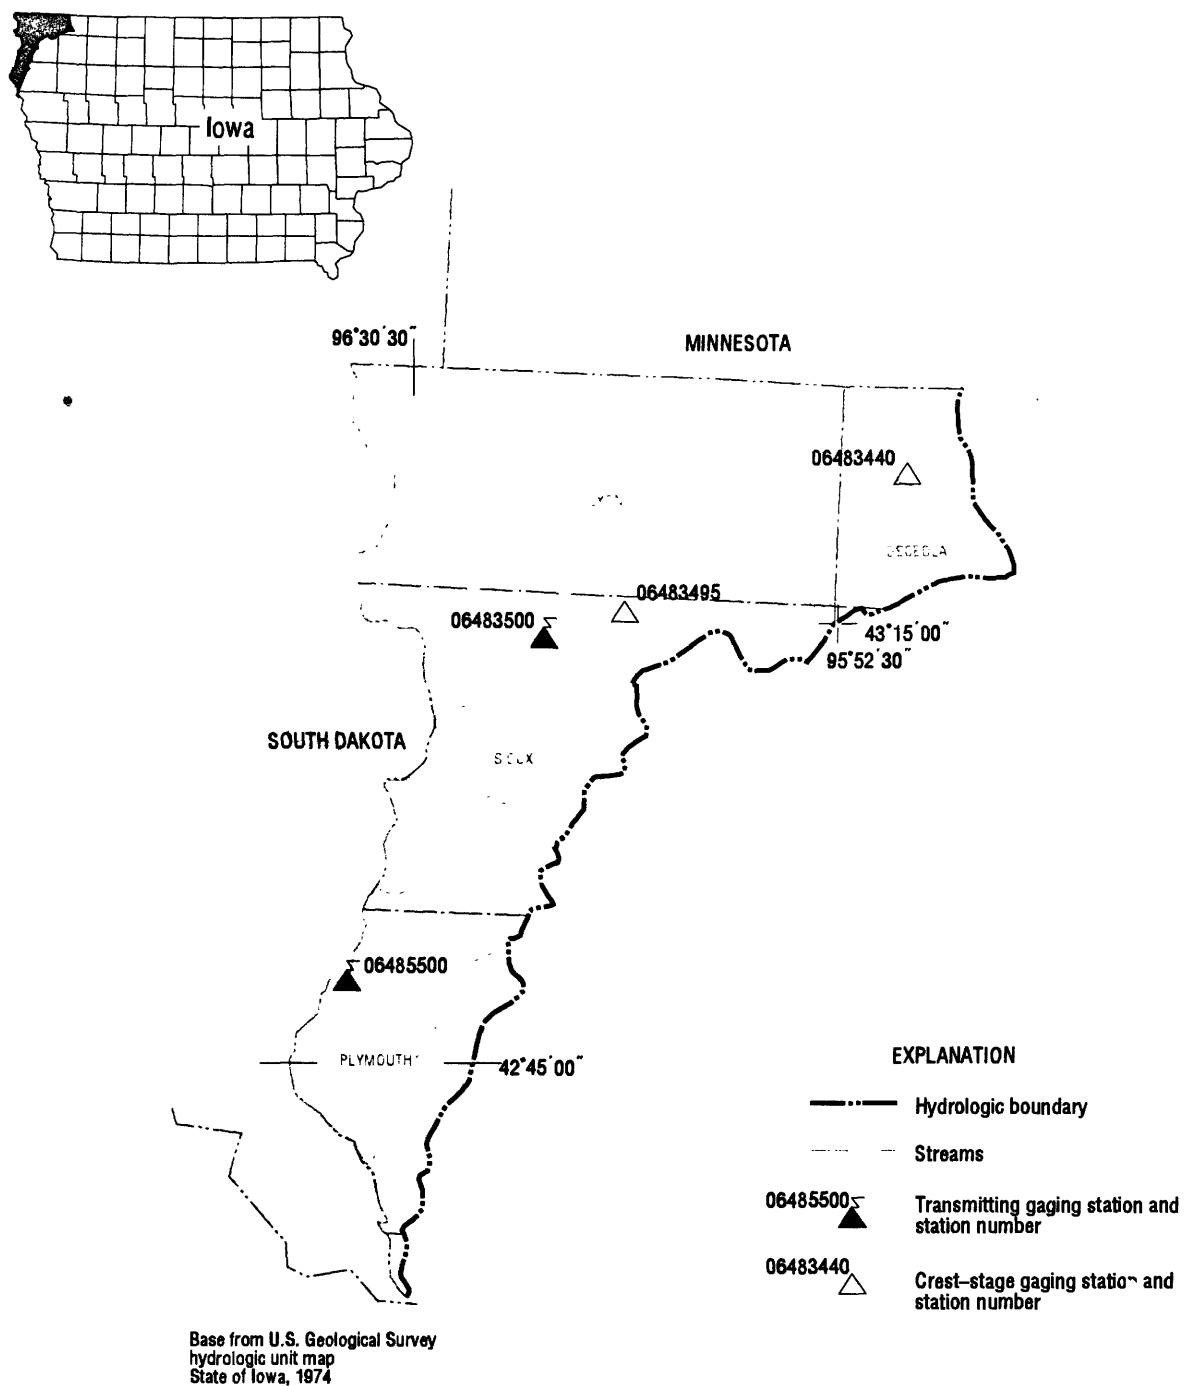 Iowa
96°30'30"
MINNESOTA
06483440
06483495
06483500
43°15'00"
95°52'30"
SOUTH DAKOTA
06485500
PLYMOUTH
42°45'00"
EXPLANATION
Hydrologic boundary
Streams
06485500
Transmitting gaging station and
station number
06483440
Crest-stage gaging station and
station number
Base from U.S. Geological Survey
hydrologic unit map
State of Iowa, 1974